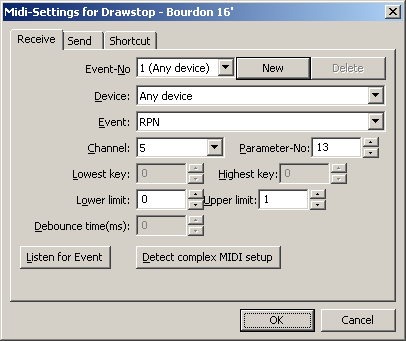 Midi-Settings for Drawstop - Bourdon 16'
Receive Send Shortcut
Event-No 1 (Any device) New Delete
Device: Any device
Event: RPN
Channel: 5 Parameter-No: 13
Lowest key: 0 Highest key: 0
Lower limit: 0 Upper limit: 1
Debounce time(ms): 0
Listen for Event Detect complex MIDI setup
OK Cancel